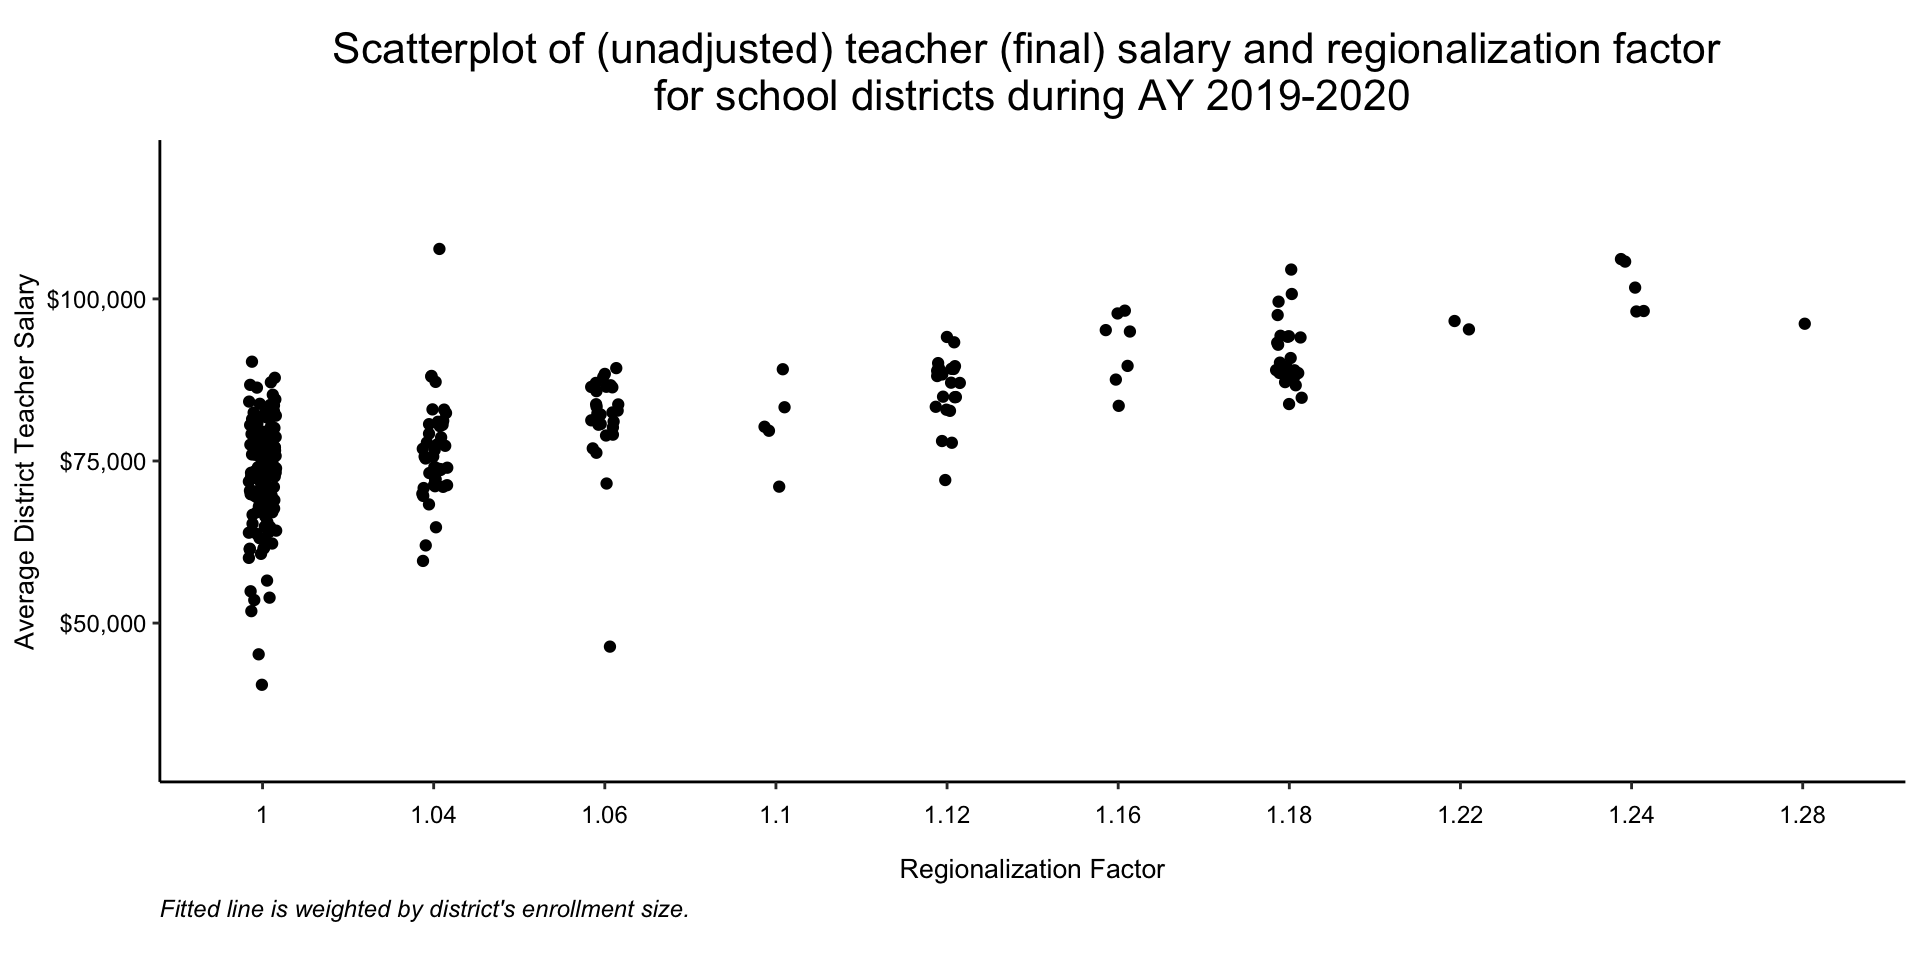 Scatterplot of (unadjusted) teacher (final) salary and regionalization factor
for school districts during AY 2019-2020
Average District Teacher Salary
$100,000
$75,000
$50,000
1 1.04 1.06 1.1 1.12 1.16 1.18 1.22 1.24 1.28
Regionalization Factor
Fitted line is weighted by district's enrollment size.